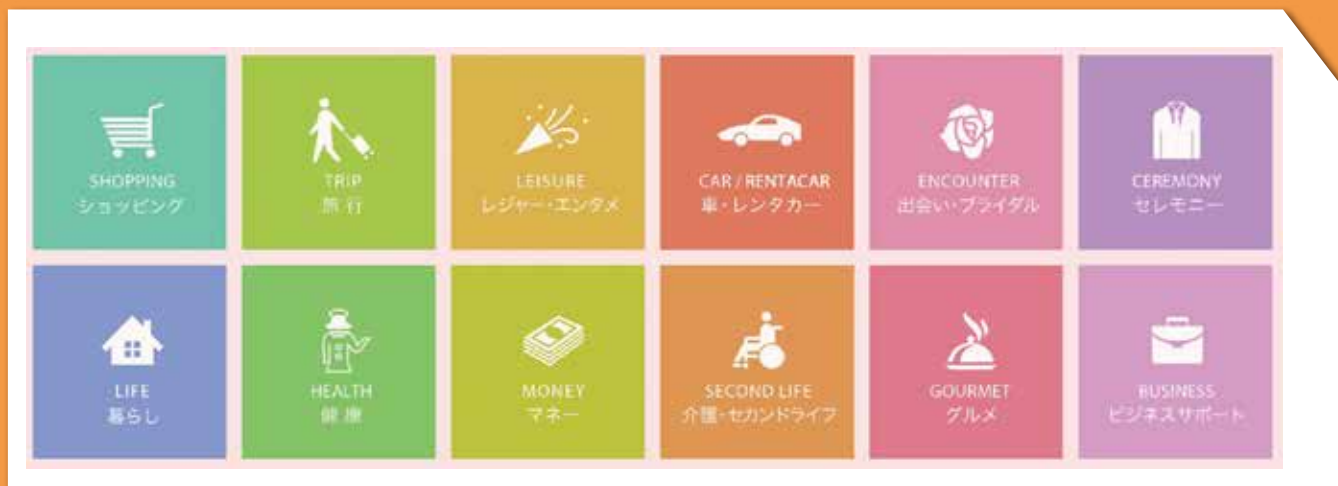 SHOPPING
ショッピング
TRIP
旅行
LEISURE
レジャー・エンタメ
CAR / RENTACAR
車・レンタカー
ENCOUNTER
出会い・ブライダル
CEREMONY
セレモニー
LIFE
暮らし
HEALTH
健康
MONEY
マネー
SECOND LIFE
介護・セカンドライフ
GOURMET
グルメ
BUSINESS
ビジネスサポート